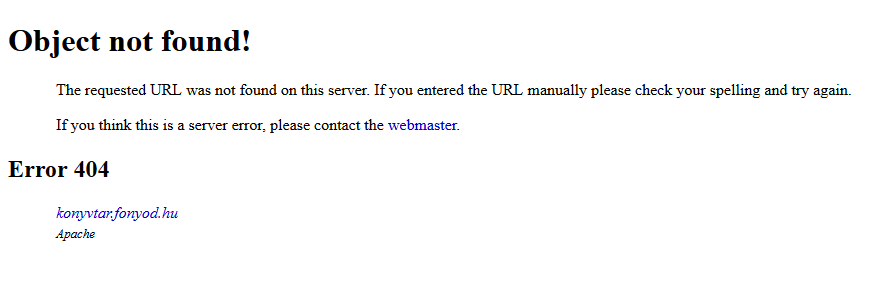 Object not found!
The requested URL was not found on this server. If you entered the URL manually please check your spelling and try again.
If you think this is a server error, please contact the webmaster.
Error 404
konyvtar.fonyod.hu
Apache